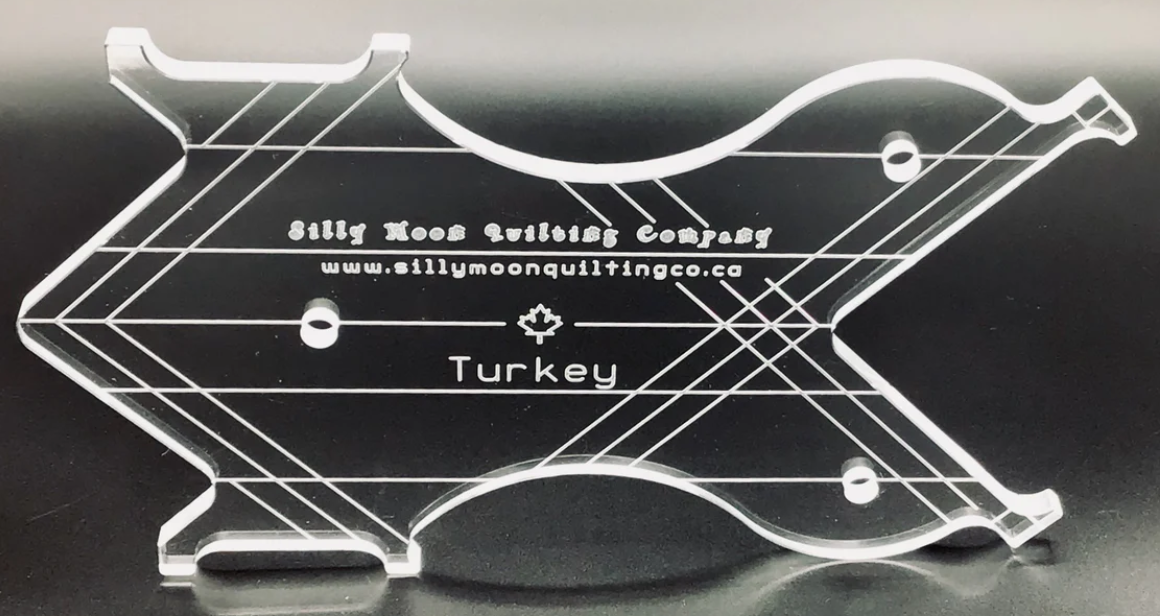 Silly Moon Quilting Company
www.sillymoonquiltingco.ca
Turkey